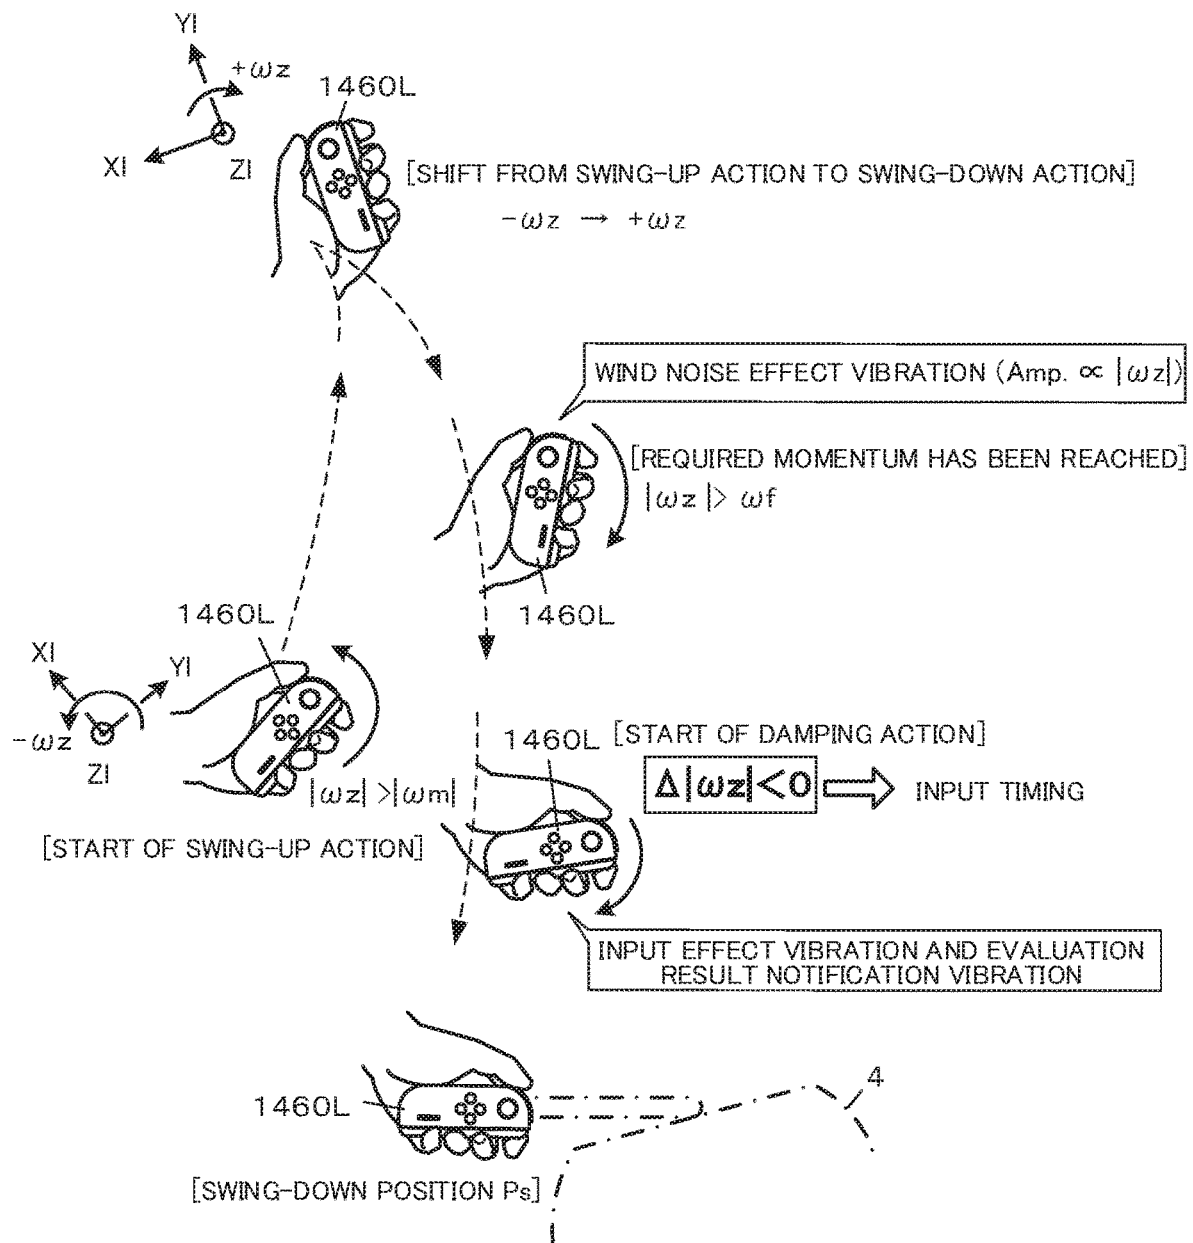 YI
+ωz
1460L
XI
ZI
[SHIFT FROM SWING-UP ACTION TO SWING-DOWN ACTION]
-ωz → +ωz
WIND NOISE EFFECT VIBRATION (Amp. ∝ |ωz|)
[REQUIRED MOMENTUM HAS BEEN REACHED]
|ωz|> ωf
1460L
1460L
XI
YI
-ωz
ZI
|ωz|>|ωm|
[START OF SWING-UP ACTION]
1460L
[START OF DAMPING ACTION]
Δ|ωz|<0
INPUT TIMING
INPUT EFFECT VIBRATION AND EVALUATION
RESULT NOTIFICATION VIBRATION
4
1460L
[SWING-DOWN POSITION Ps]